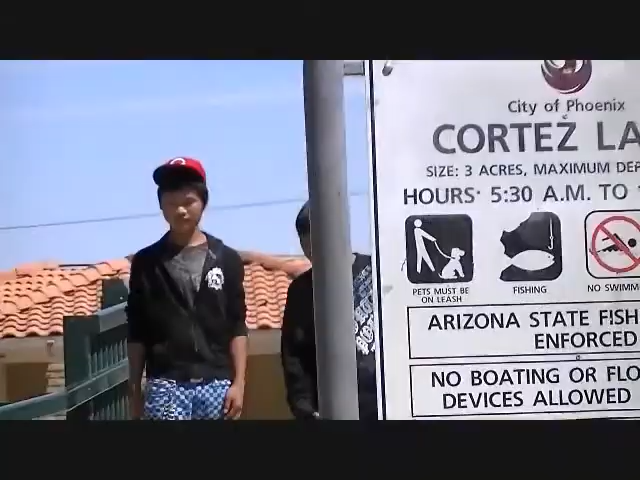 City of Phoenix
CORTEZ LA
SIZE: 3 ACRES, MAXIMUM DEP
HOURS: 5:30 A.M. TO
PETS MUST BE
ON LEASH
FISHING
NO SWIMM
ARIZONA STATE FISH
ENFORCED
NO BOATING OR FLO
DEVICES ALLOWED